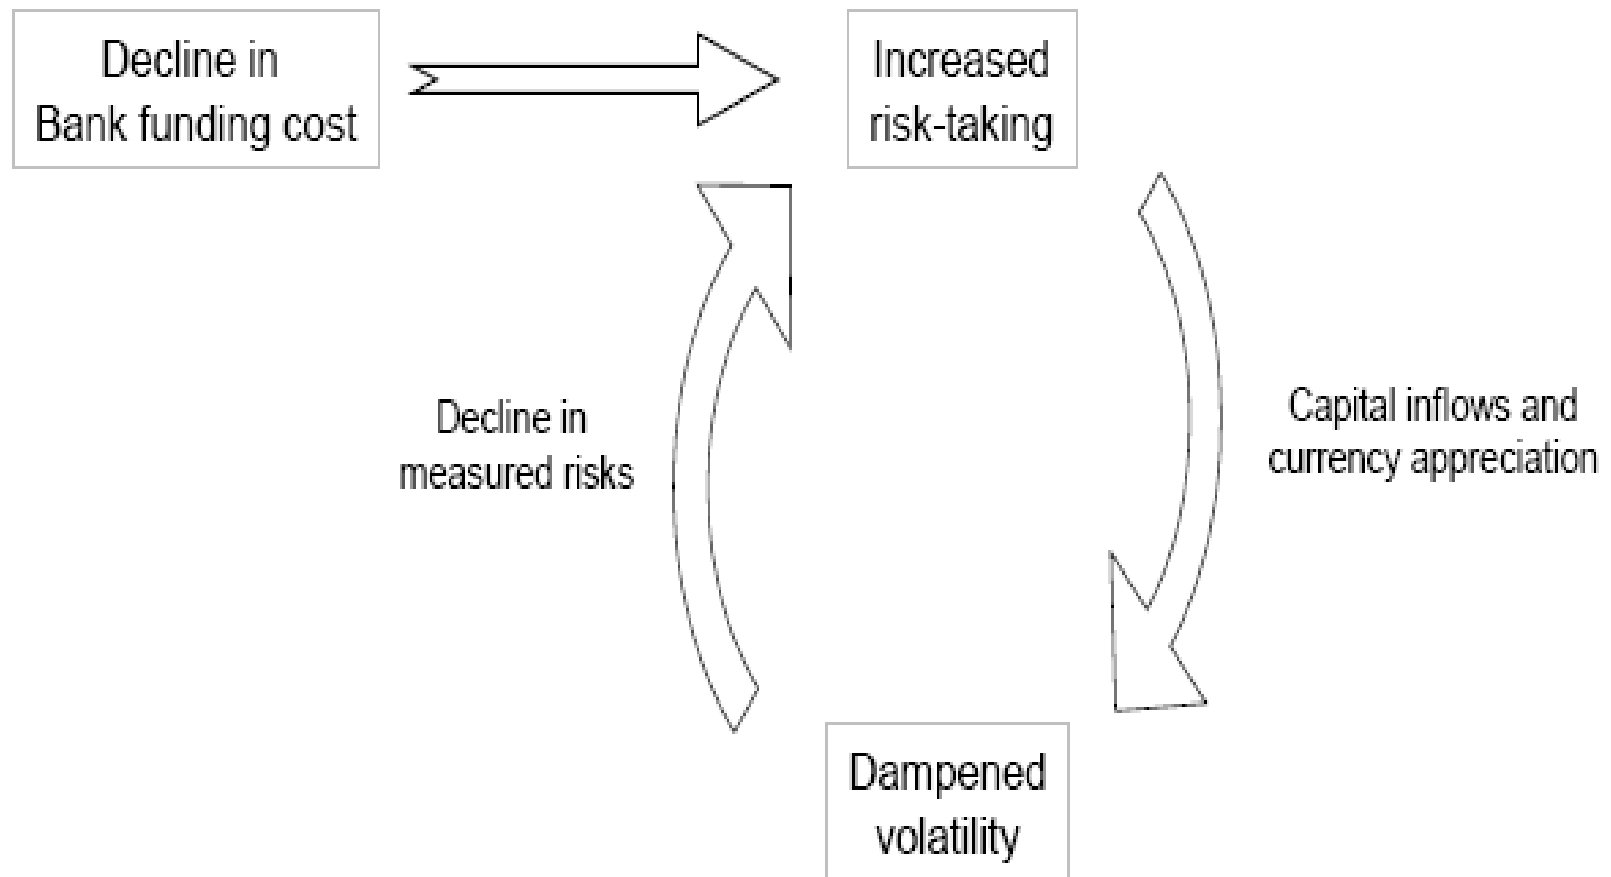 Decline in
Bank funding cost
Increased
risk-taking
Decline in
measured risks
Capital inflows and
currency appreciation
Dampened
volatility